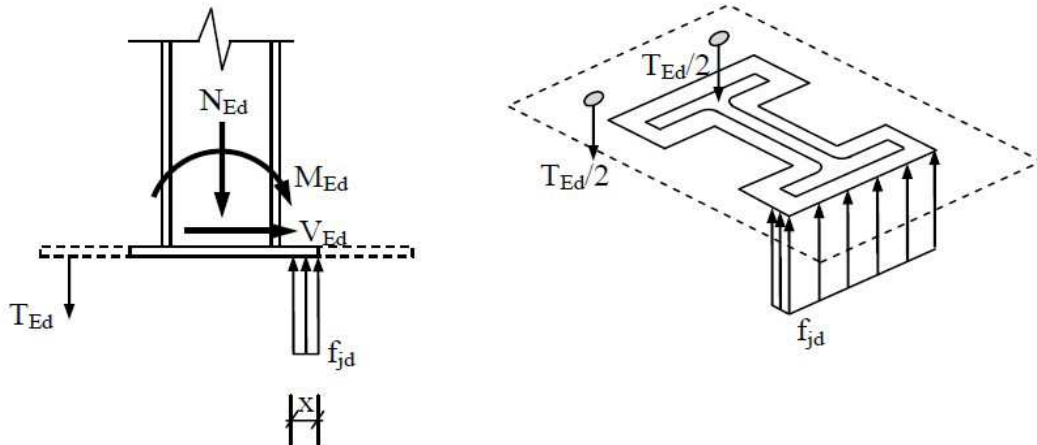 N_Ed
M_Ed
V_Ed
T_Ed
f_jd
x
T_Ed/2
T_Ed/2
f_jd